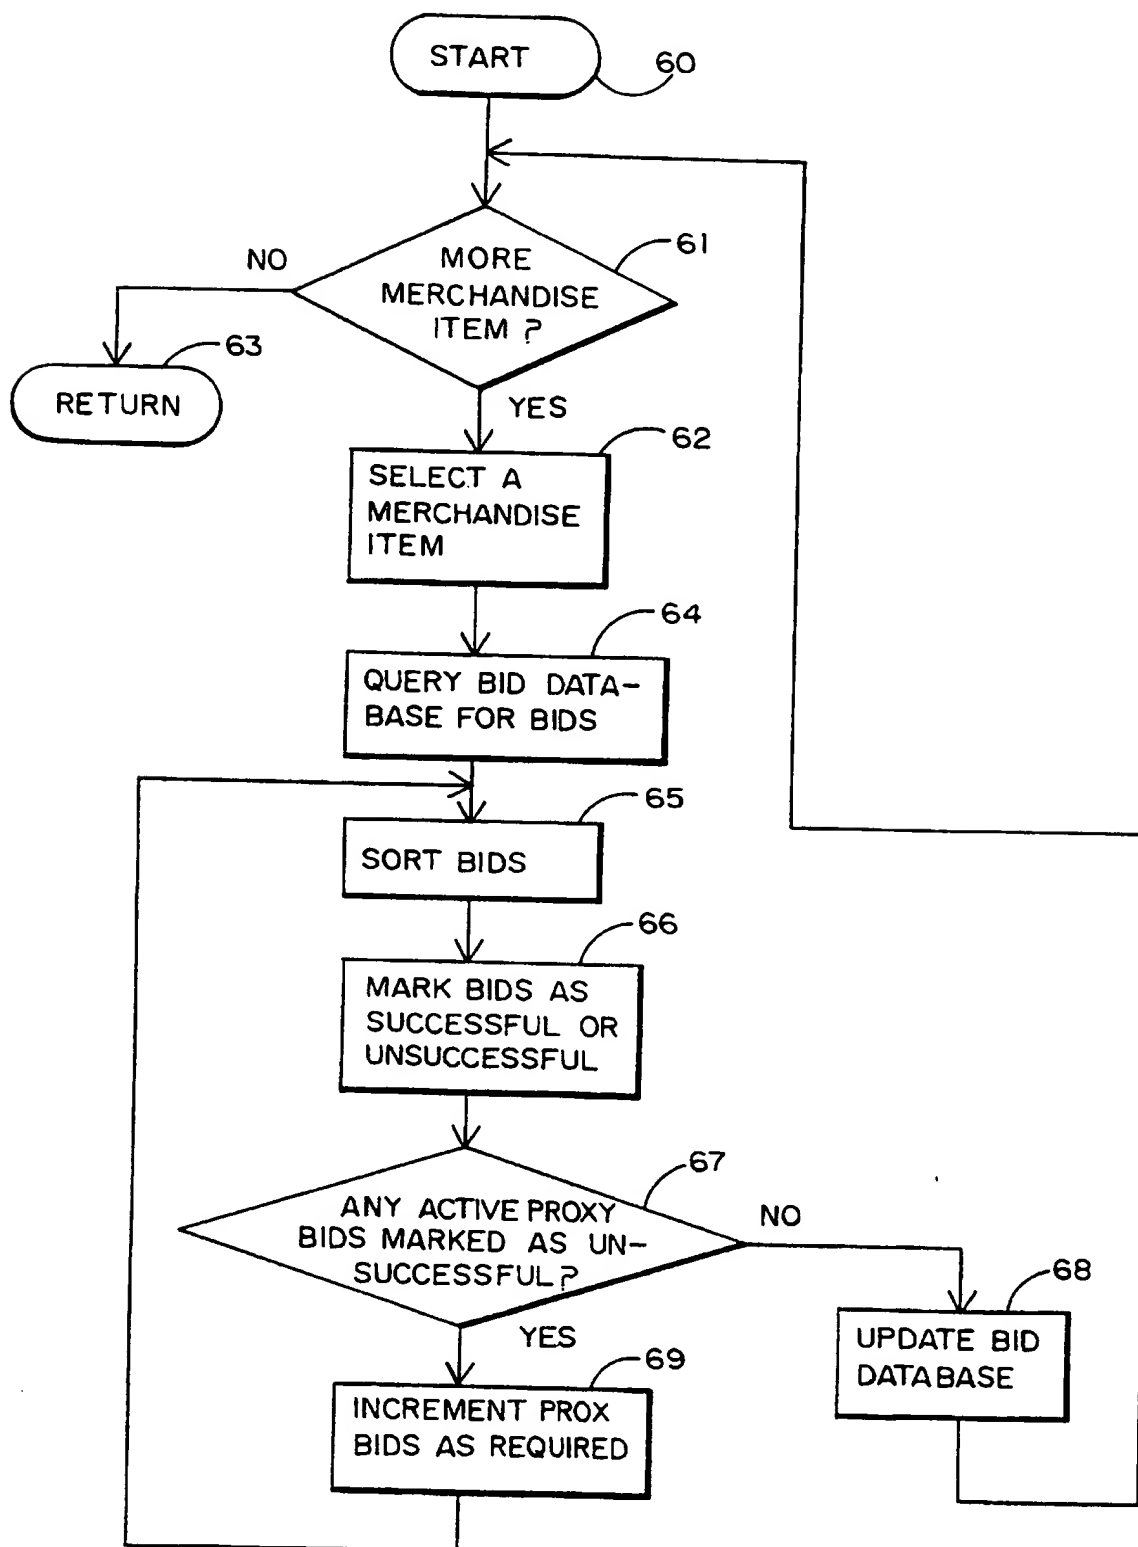 START
60
MORE
MERCHANDISE
ITEM ?
61
NO
63
RETURN
YES
62
SELECT A
MERCHANDISE
ITEM
64
QUERY BID DATA-
BASE FOR BIDS
65
SORT BIDS
66
MARK BIDS AS
SUCCESSFUL OR
UNSUCCESSFUL
67
ANY ACTIVE PROXY
BIDS MARKED AS UN-
SUCCESSFUL ?
NO
68
UPDATE BID
DATABASE
YES
69
INCREMENT PROX
BIDS AS REQUIRED